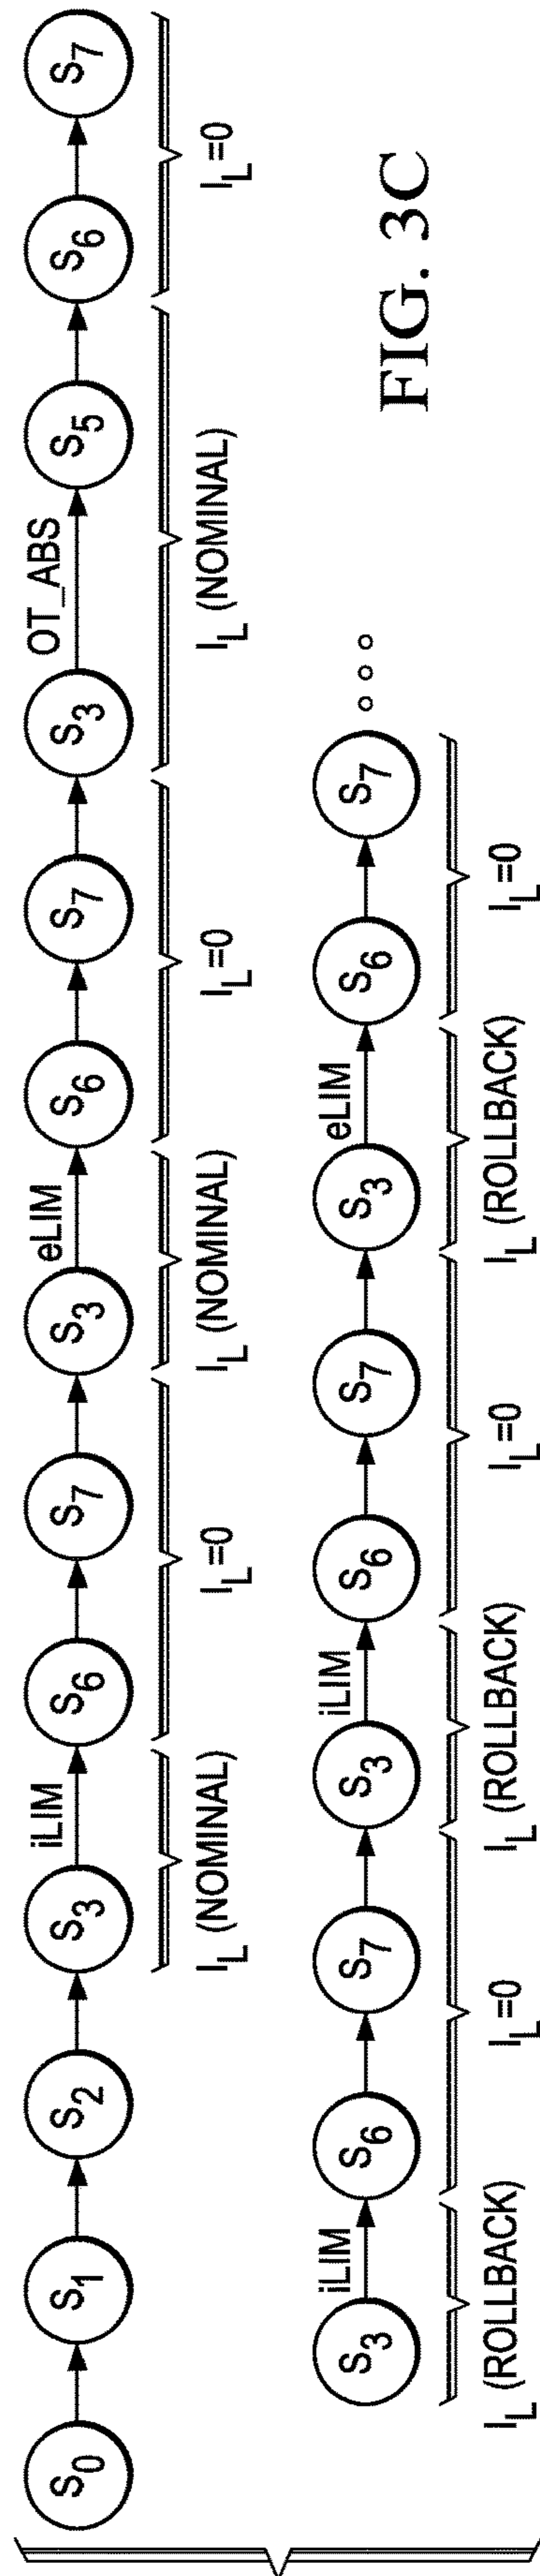 S0 S1 S2 S3 iLIM S6 S7 S3 eLIM S6 S7 S3 OT_ABS S5 S6 S7
IL (NOMINAL) IL=0 IL (NOMINAL) IL=0 IL (NOMINAL) IL=0
S3 iLIM S6 S7 S3 iLIM S6 S7 S3 eLIM S6 S7
IL (ROLLBACK) IL=0 IL (ROLLBACK) IL=0 IL (ROLLBACK) IL=0
FIG. 3C